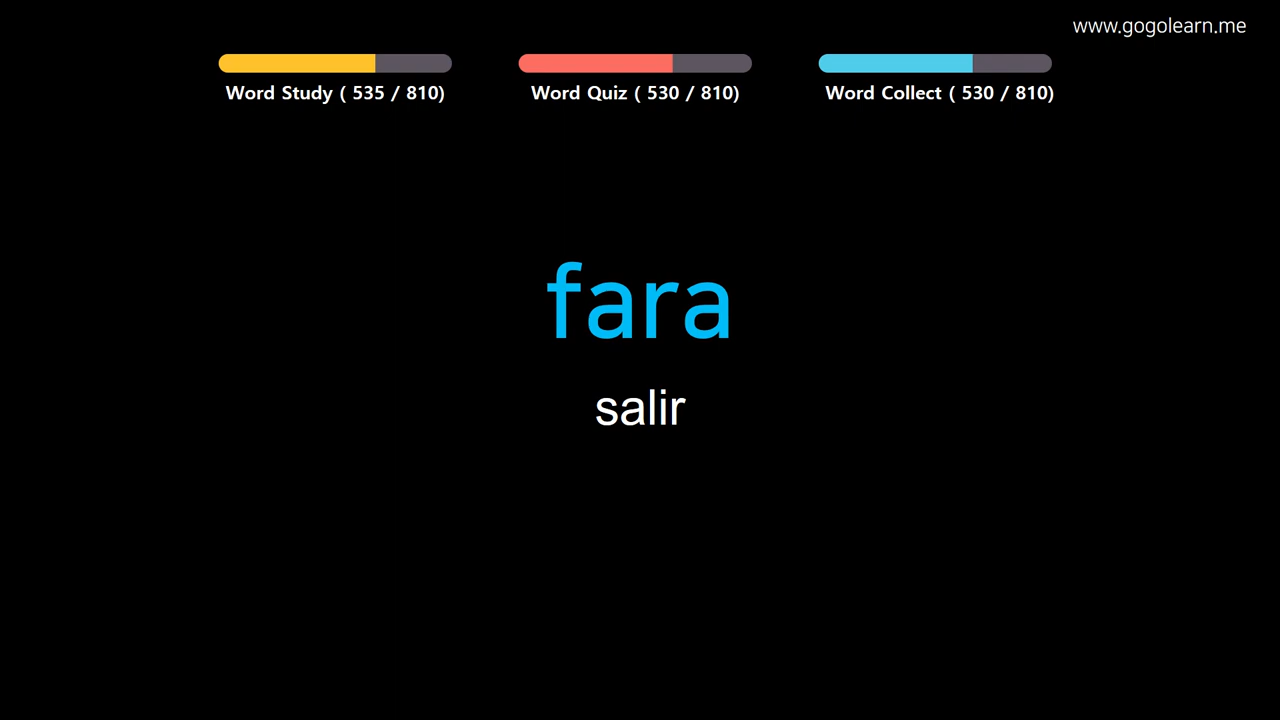 www.gogolearn.me
Word Study ( 535 / 810)
Word Quiz ( 530 / 810)
Word Collect ( 530 / 810)
fara
salir